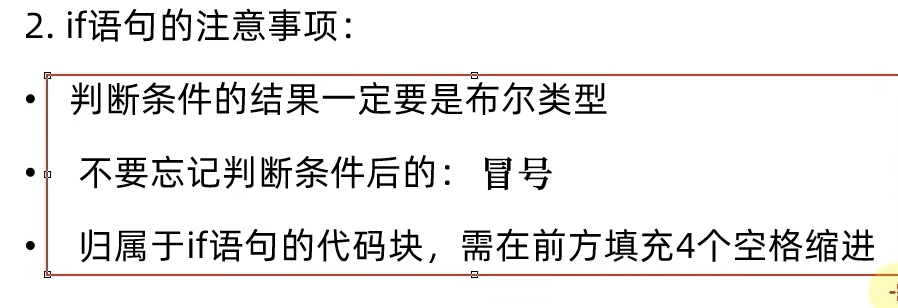 2. if语句的注意事项：
• 判断条件的结果一定要是布尔类型
• 不要忘记判断条件后的： 冒号
• 归属于if语句的代码块，需在前方填充4个空格缩进